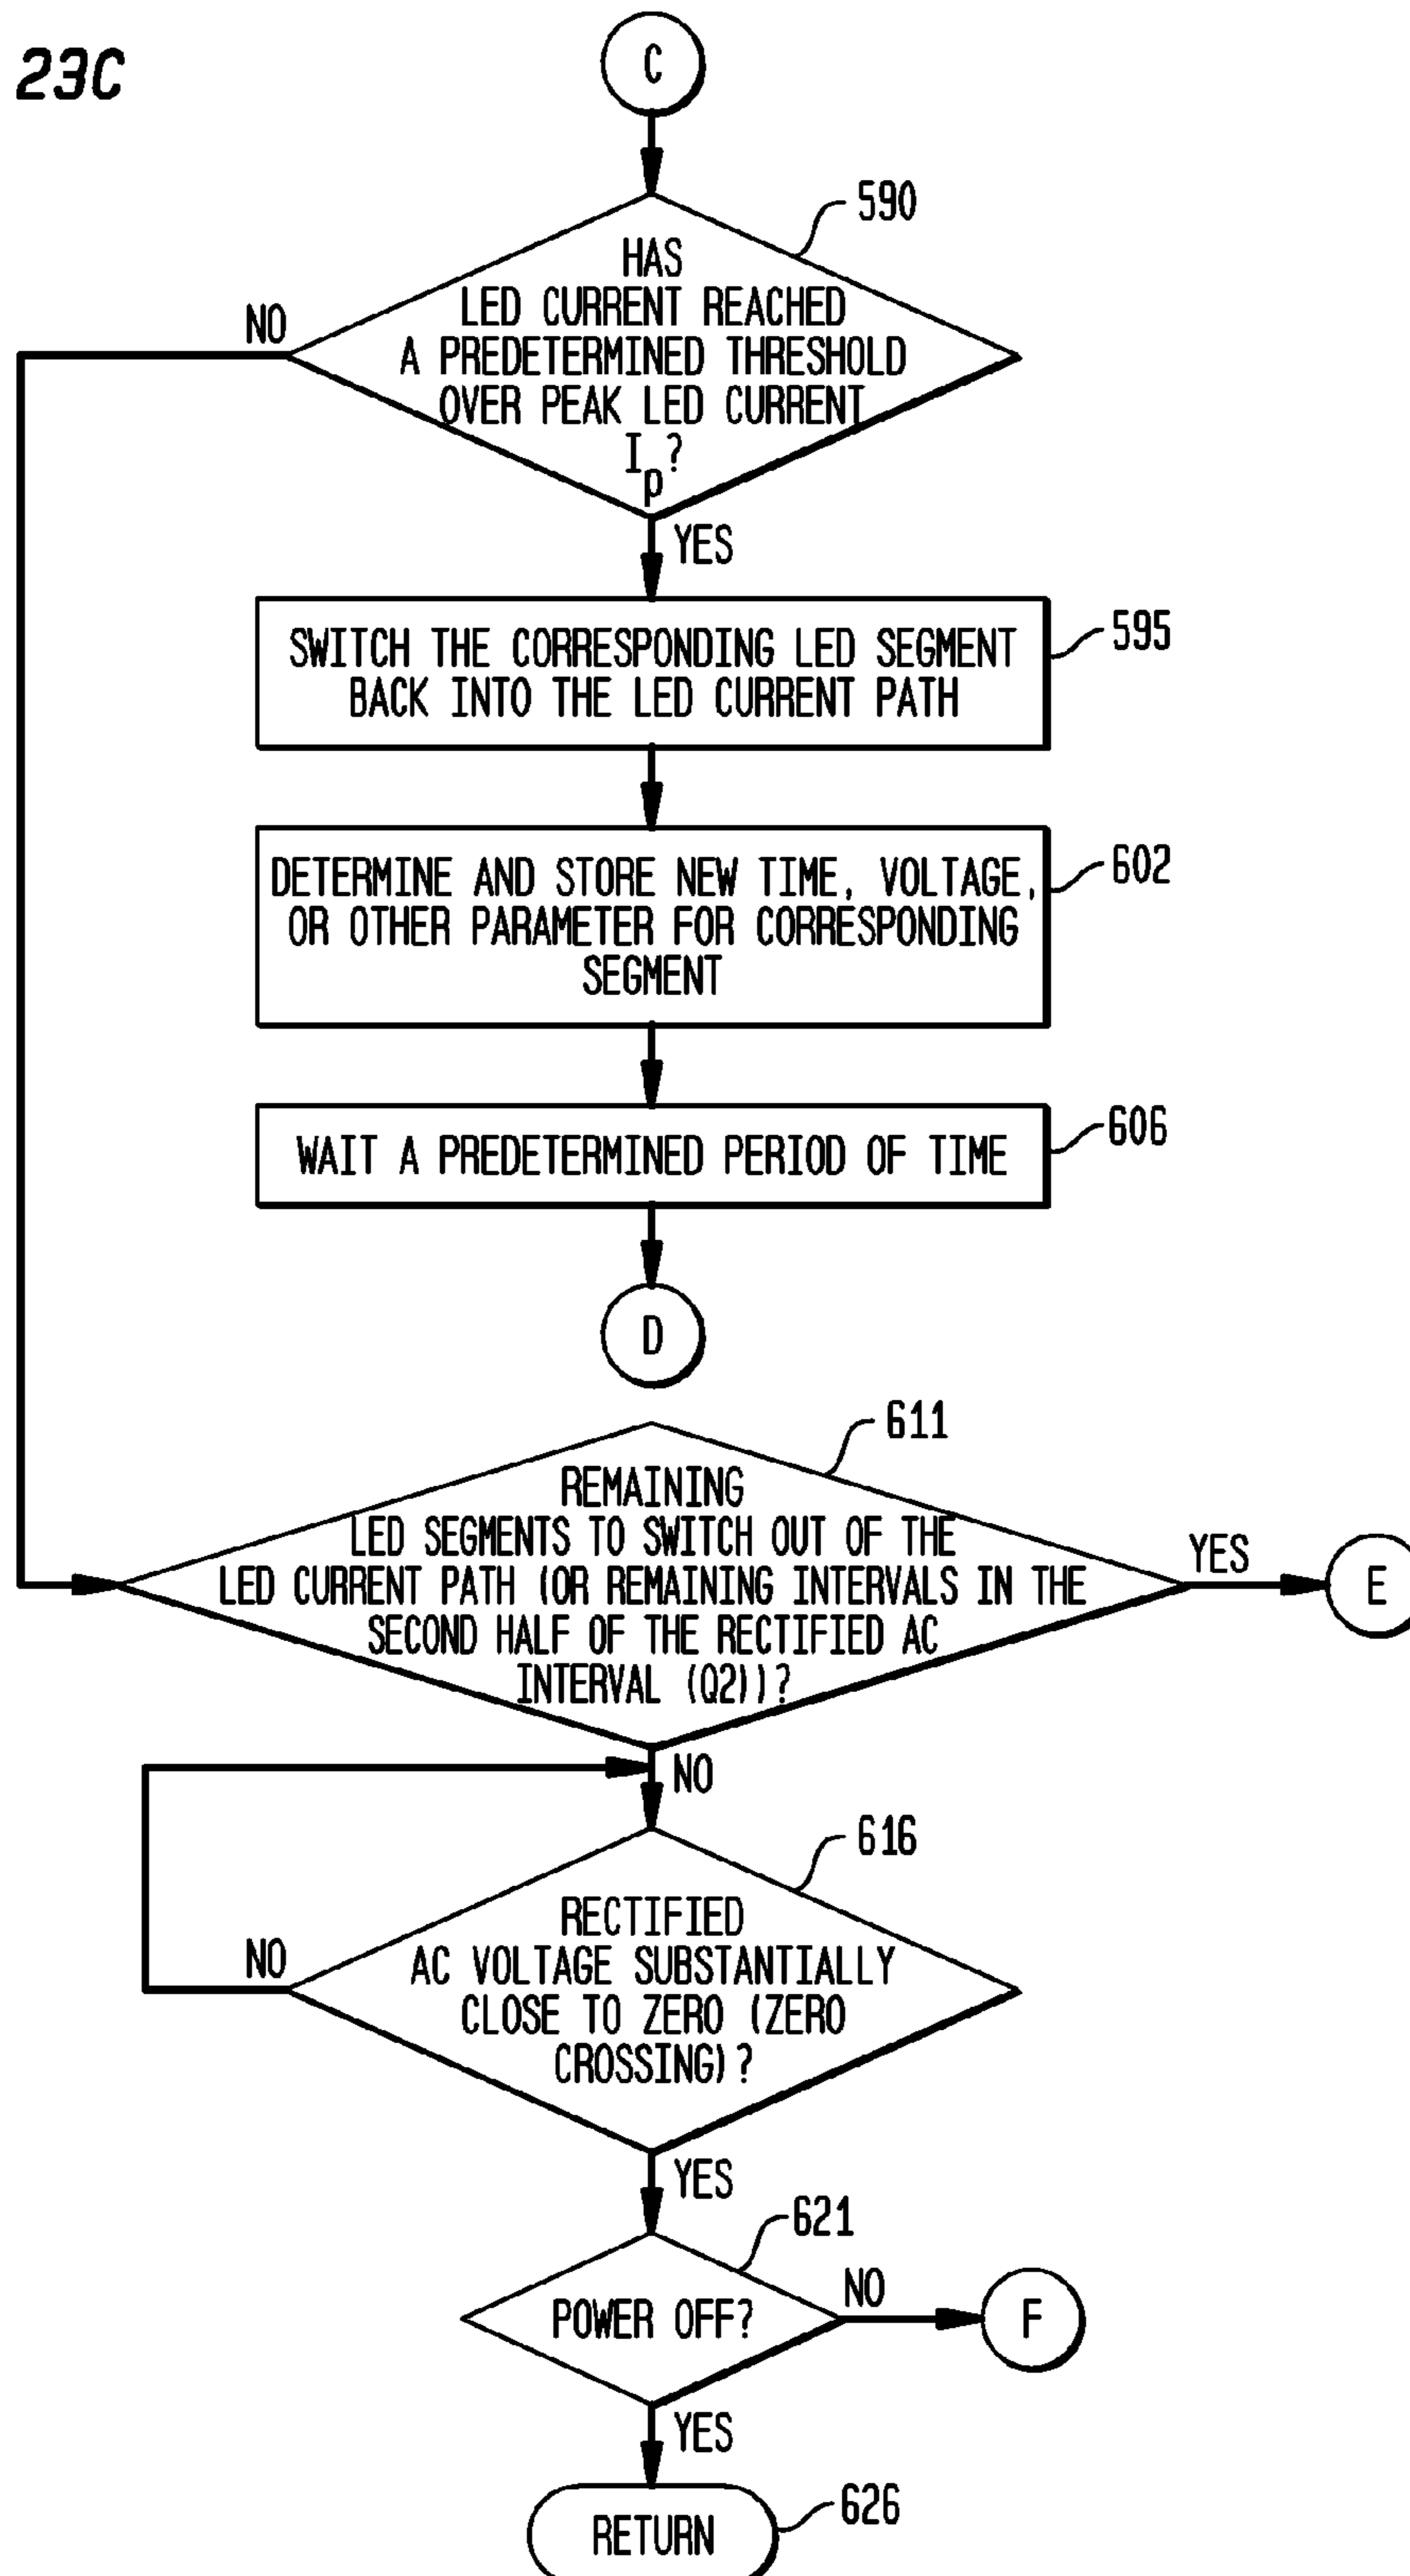 23C
C
590
HAS
LED CURRENT REACHED
A PREDETERMINED THRESHOLD
OVER PEAK LED CURRENT
Ip?
NO
YES
SWITCH THE CORRESPONDING LED SEGMENT
BACK INTO THE LED CURRENT PATH
595
DETERMINE AND STORE NEW TIME, VOLTAGE,
OR OTHER PARAMETER FOR CORRESPONDING
SEGMENT
602
WAIT A PREDETERMINED PERIOD OF TIME
606
D
611
REMAINING
LED SEGMENTS TO SWITCH OUT OF THE
LED CURRENT PATH (OR REMAINING INTERVALS IN THE
SECOND HALF OF THE RECTIFIED AC
INTERVAL (Q2))?
YES
E
NO
616
RECTIFIED
AC VOLTAGE SUBSTANTIALLY
CLOSE TO ZERO (ZERO
CROSSING)?
NO
YES
621
POWER OFF?
NO
F
YES
RETURN
626